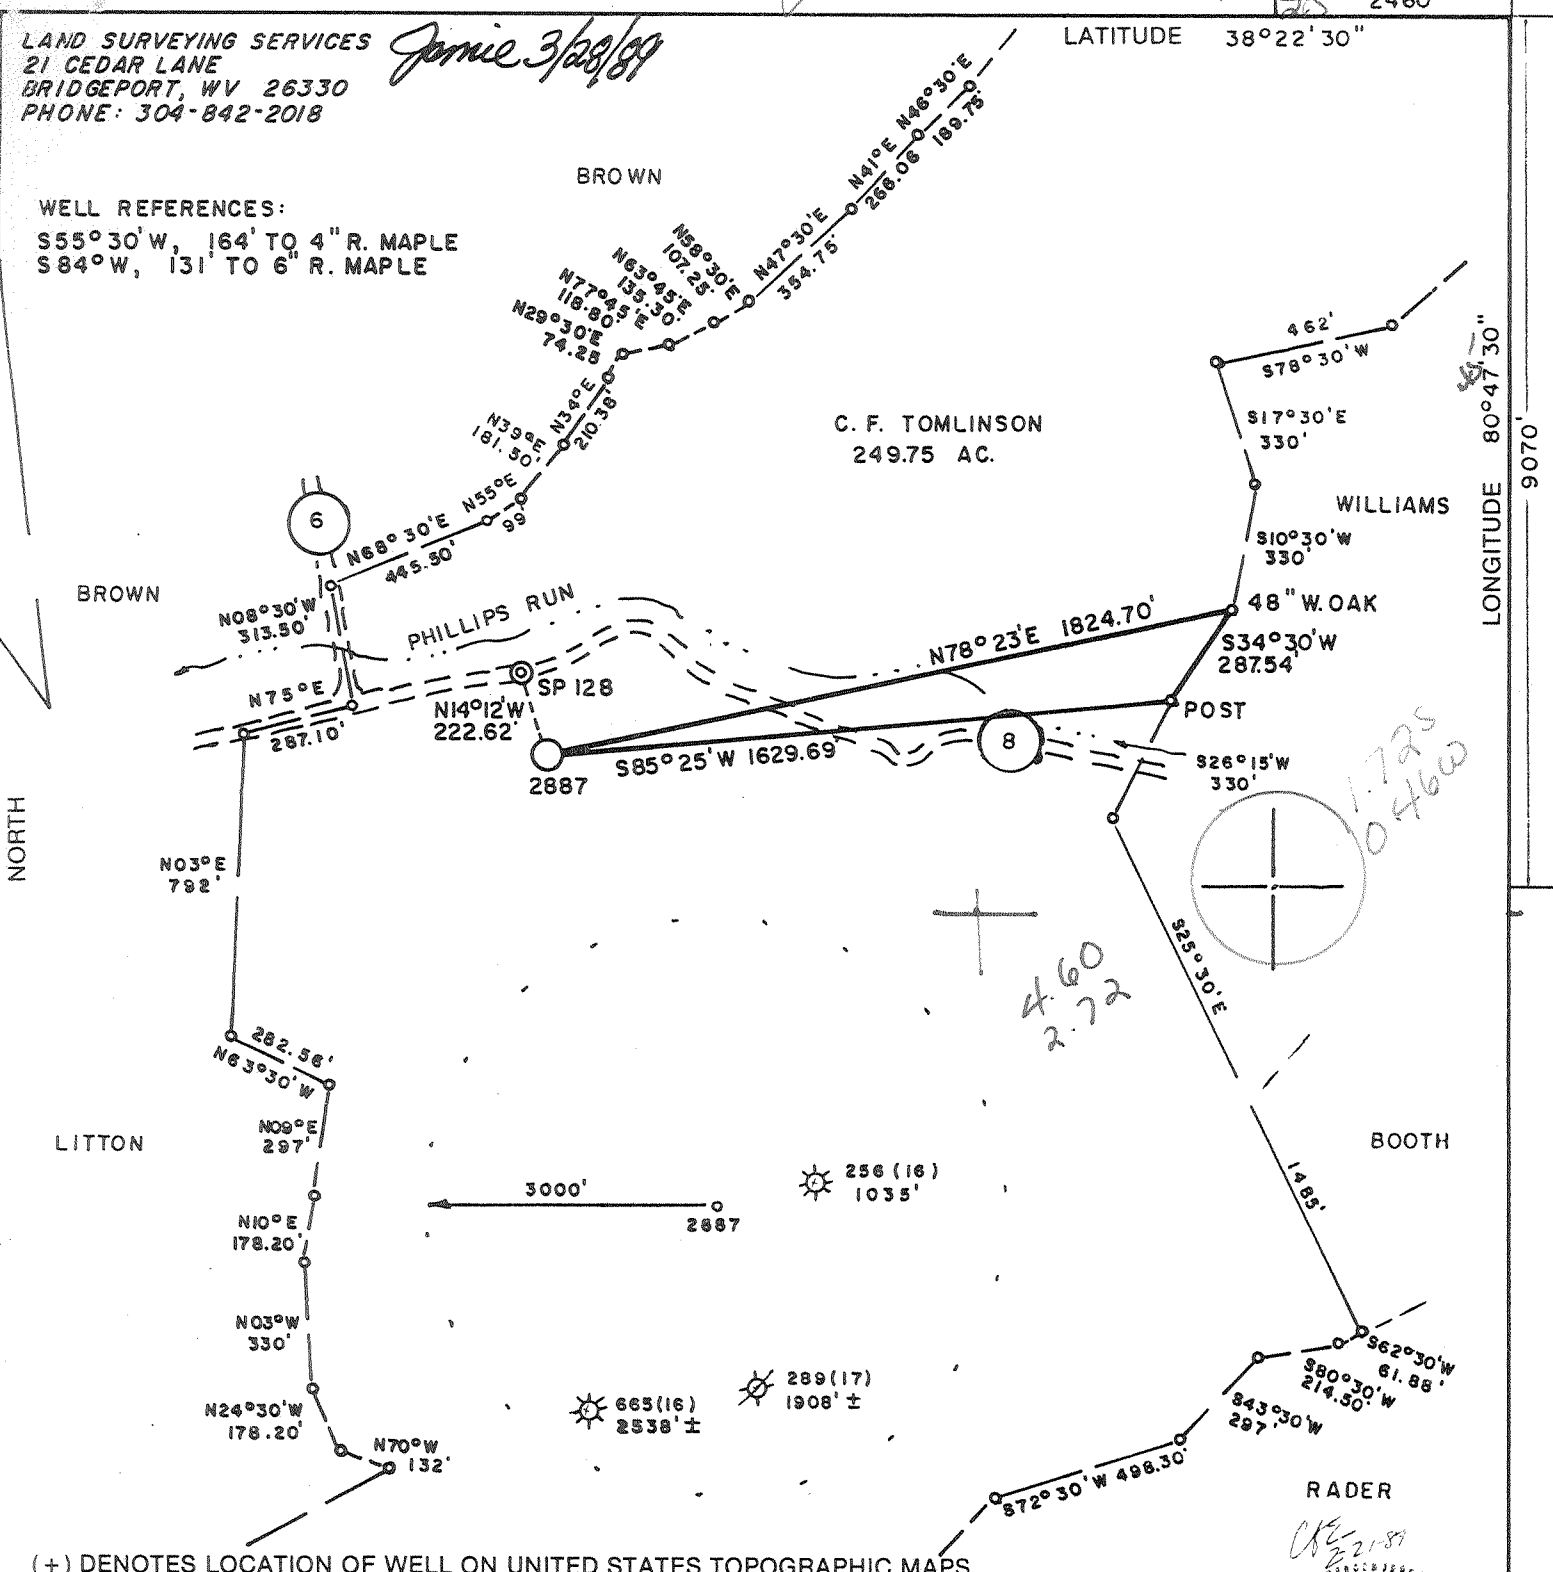 2460
LAND SURVEYING SERVICES
21 CEDAR LANE
BRIDGEPORT, WV 26330
PHONE: 304-842-2018
Jamie 3/28/89
LATITUDE 38°22'30"
WELL REFERENCES:
S55°30'W, 164' TO 4" R. MAPLE
S84°W, 131' TO 6" R. MAPLE
BROWN
N46°30'E
189.75'
N41°E
266.06
N47°30'E
354.75'
N58°30'E
107.25'
N63°45'E
135.30'
N77°45'E
118.80'
N29°30'E
74.25
N34°E
210.38'
N39°E
181.50'
N55°E
99'
N68°30'E
445.50'
6
BROWN
N08°30'W
313.50'
PHILLIPS RUN
C. F. TOMLINSON
249.75 AC.
462'
S78°30'W
S17°30'E
330'
WILLIAMS
S10°30'W
330'
LONGITUDE 80°47'30"
9070'
48" W. OAK
N78°23'E 1824.70'
S34°30'W
287.54'
POST
SP 128
N14°12'W
222.62'
N75°E
287.10'
2887
S85°25'W 1629.69'
8
S26°15'W
330'
1.725
0.460
NORTH
N03°E
792'
4.60
2.72
S25°30'E
1485'
282.56'
N63°30'W
LITTON
N09°E
297'
BOOTH
256 (16)
1035'
3000'
2887
N10°E
178.20'
N03°W
330'
289 (17)
1908' ±
665 (16)
2538' ±
N24°30'W
178.20'
N70°W
132'
S62°30'W
61.88'
S80°30'W
214.50'
S43°30'W
297'
S72°30'W 498.30'
RADER
2-21-89
(+) DENOTES LOCATION OF WELL ON UNITED STATES TOPOGRAPHIC MAPS